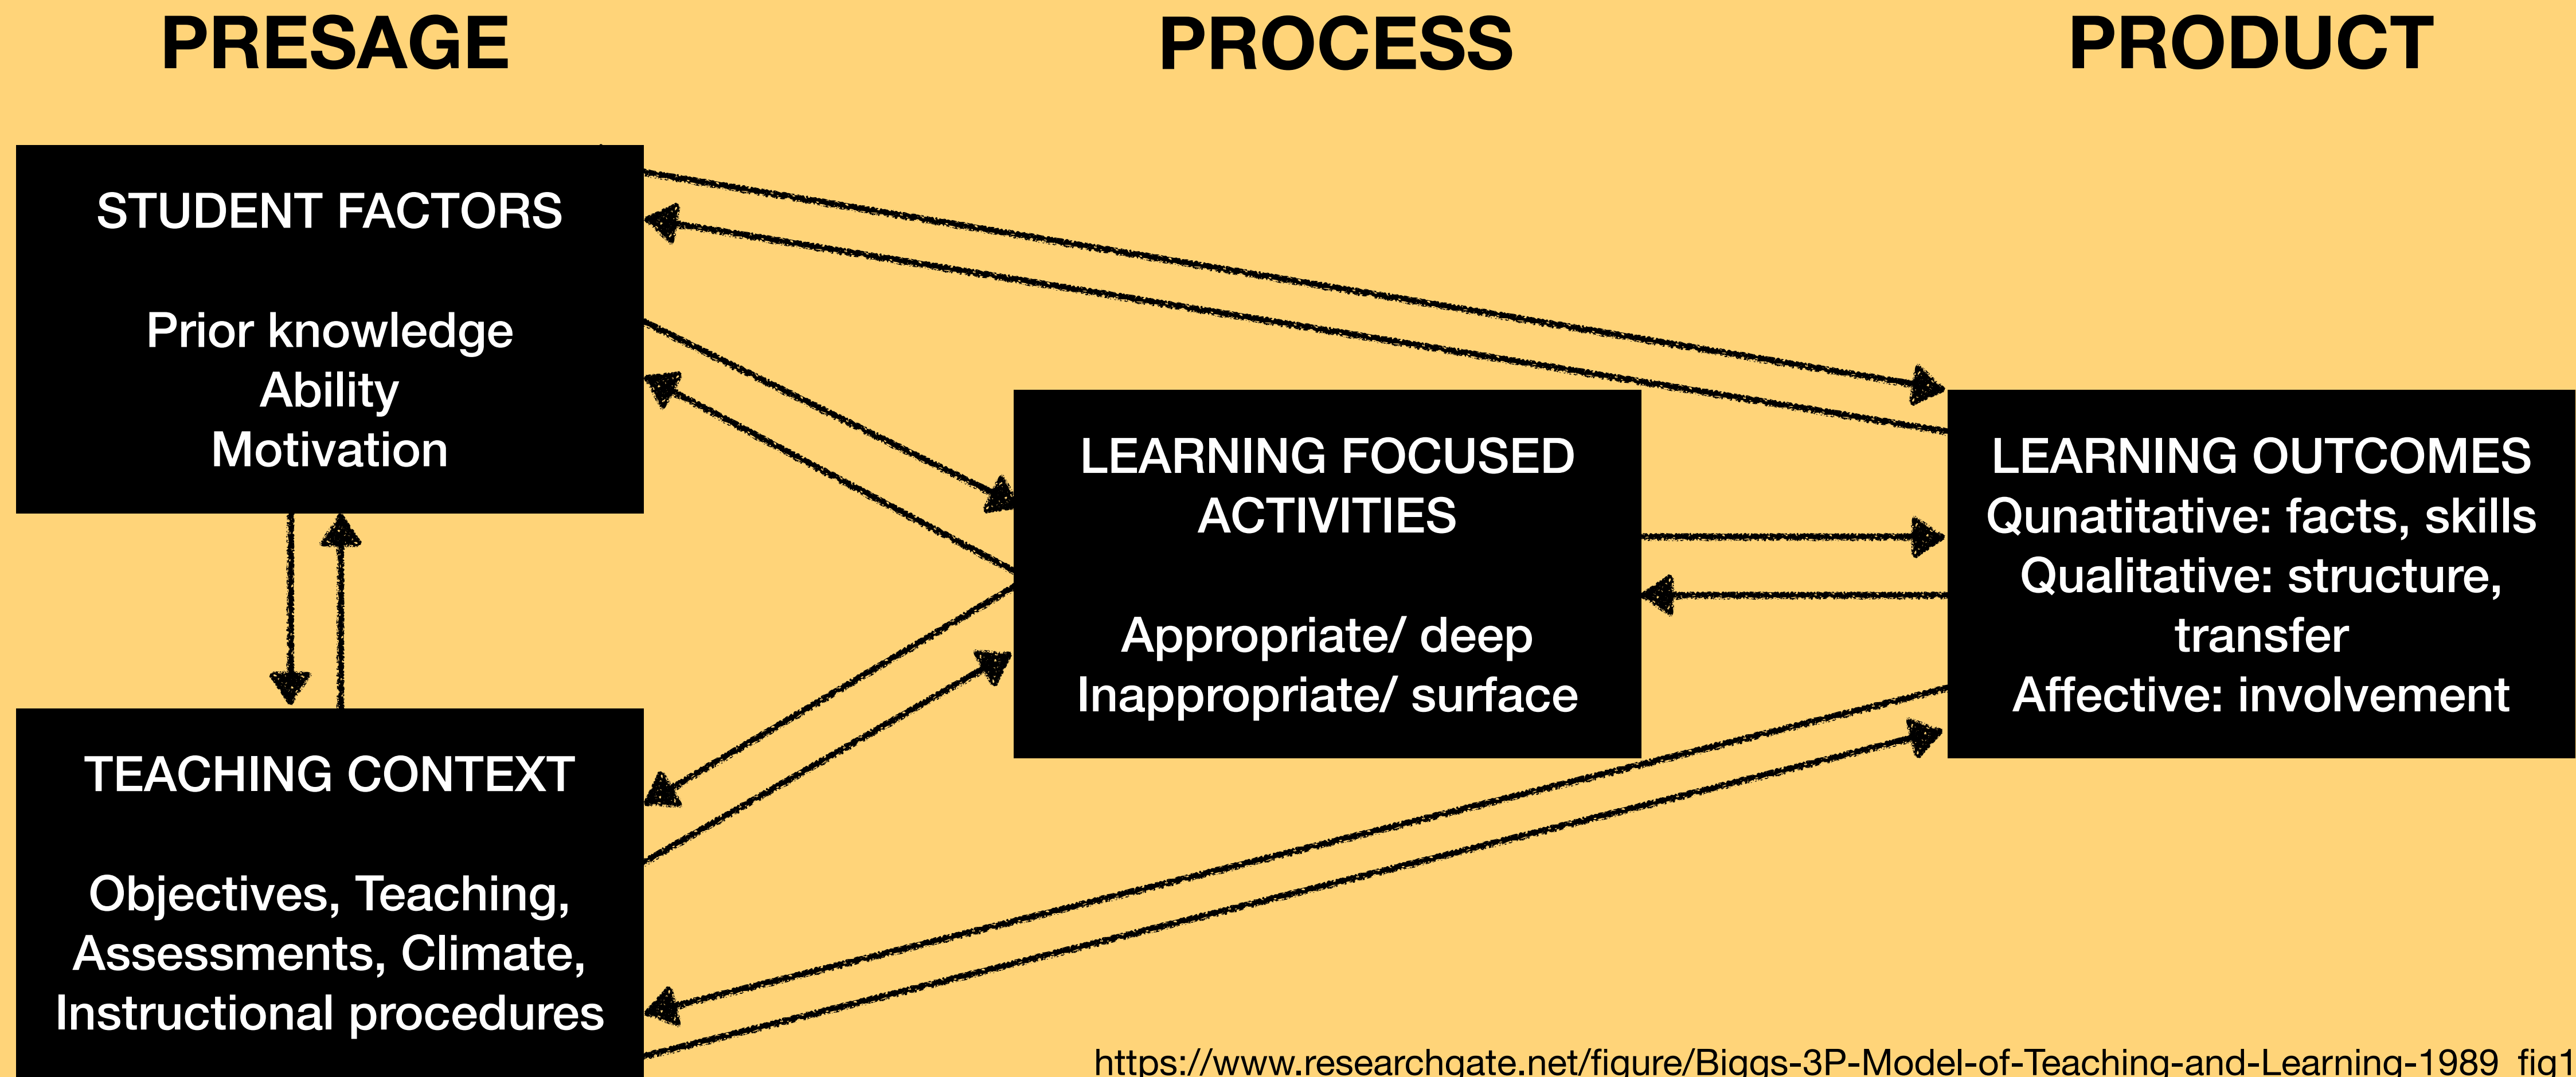 PRESAGE
PROCESS
PRODUCT
STUDENT FACTORS
Prior knowledge
Ability
Motivation
TEACHING CONTEXT
Objectives, Teaching,
Assessments, Climate,
Instructional procedures
LEARNING FOCUSED
ACTIVITIES
Appropriate/ deep
Inappropriate/ surface
LEARNING OUTCOMES
Qunatitative: facts, skills
Qualitative: structure,
transfer
Affective: involvement
https://www.researchgate.net/figure/Biggs-3P-Model-of-Teaching-and-Learning-1989_fig1